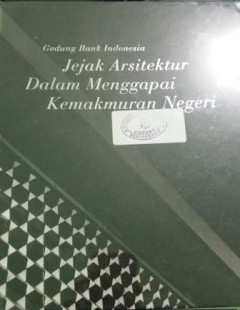 Gedung Bank Indonesia
Jejak Arsitektur
Dalam Menggapai
Kemakmuran Negeri